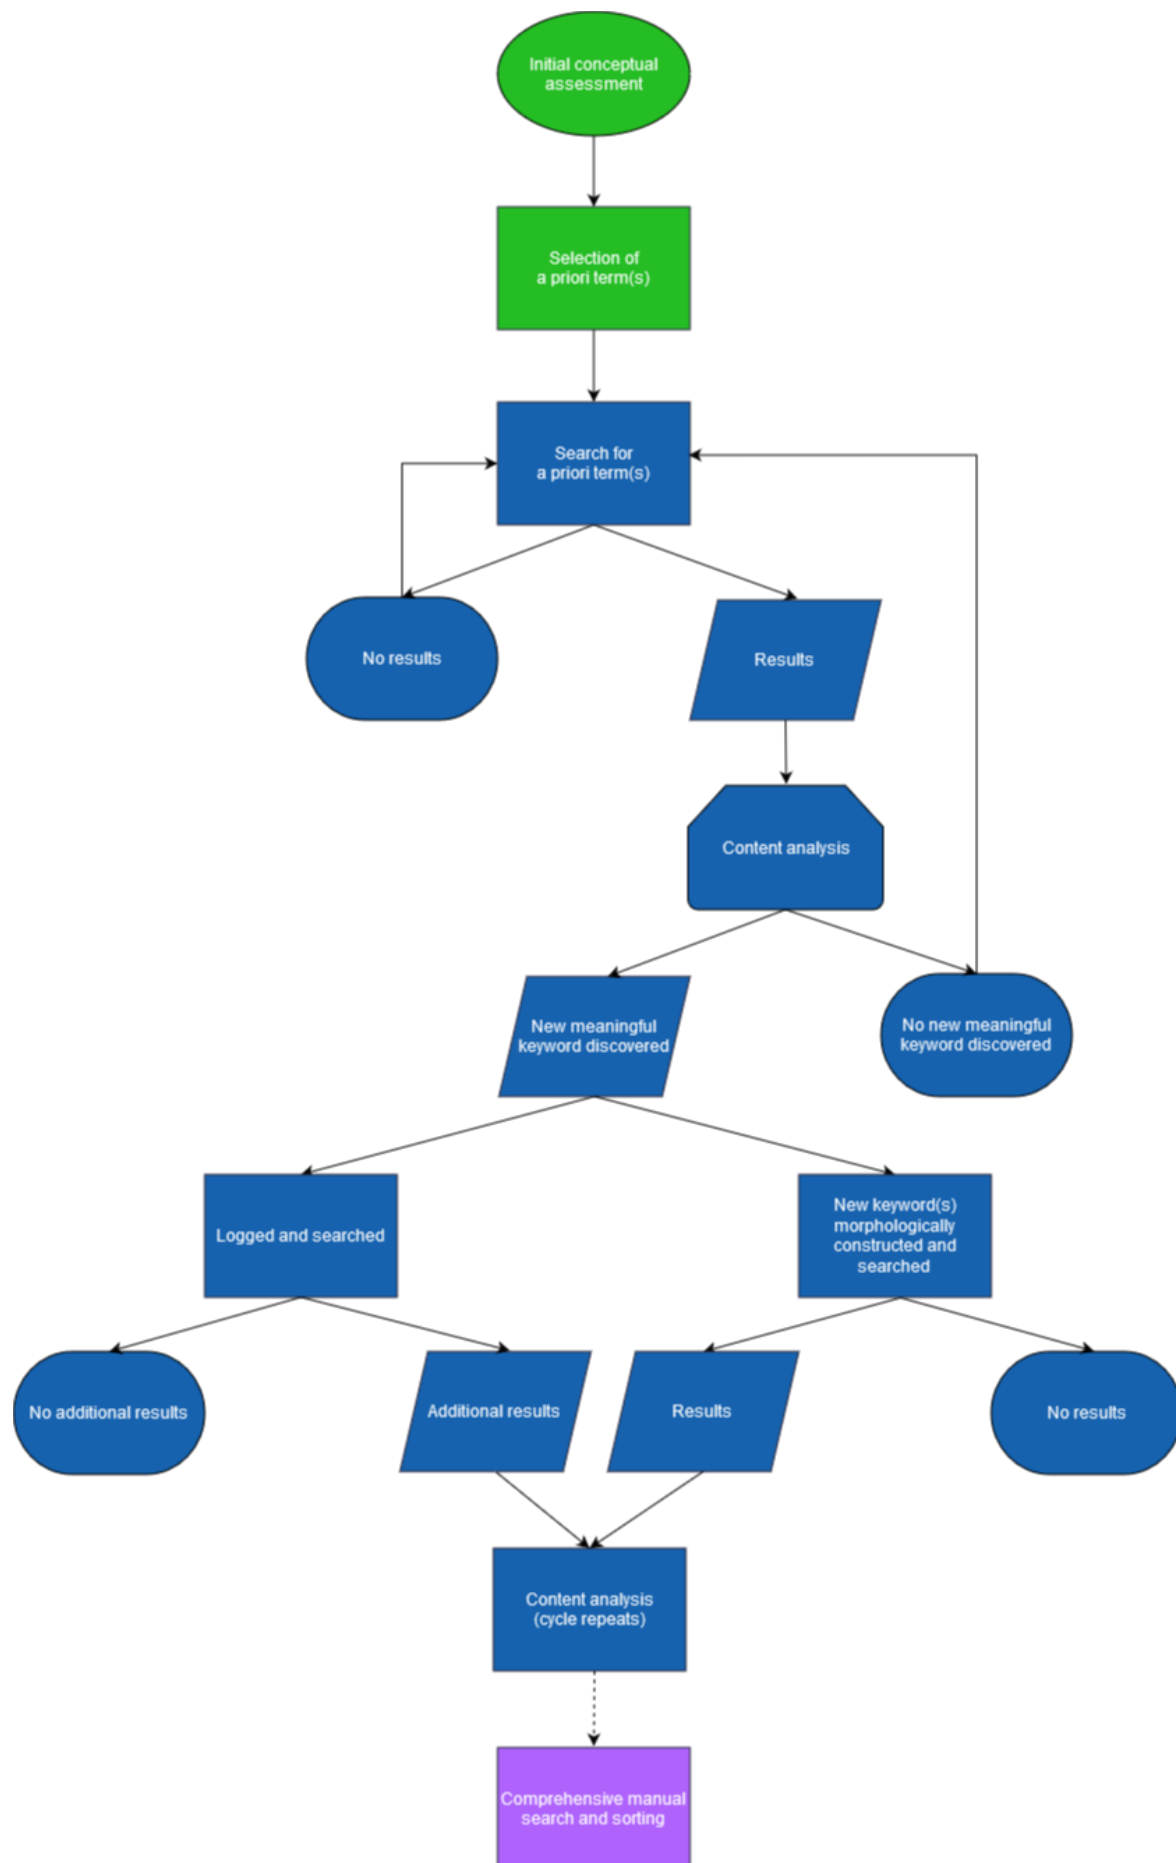 Initial conceptual
assessment
Selection of
a priori term(s)
Search for
a priori term(s)
No results
Results
Content analysis
New meaningful
keyword discovered
No new meaningful
keyword discovered
Logged and searched
New keyword(s)
morphologically
constructed and
searched
No additional results
Additional results
Results
No results
Content analysis
(cycle repeats)
Comprehensive manual
search and sorting